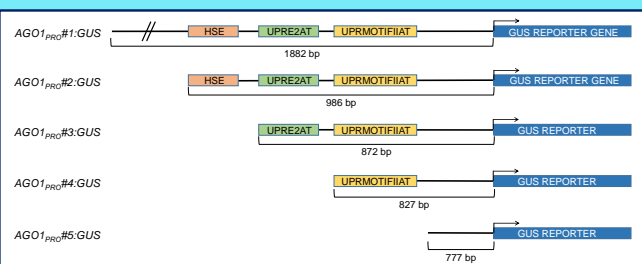 AGO1PRO#1:GUS HSE UPRE2AT UPRMOTIFIIAT GUS REPORTER GENE
1882 bp
AGO1PRO#2:GUS HSE UPRE2AT UPRMOTIFIIAT GUS REPORTER GENE
986 bp
AGO1PRO#3:GUS UPRE2AT UPRMOTIFIIAT GUS REPORTER
872 bp
AGO1PRO#4:GUS UPRMOTIFIIAT GUS REPORTER
827 bp
AGO1PRO#5:GUS GUS REPORTER
777 bp